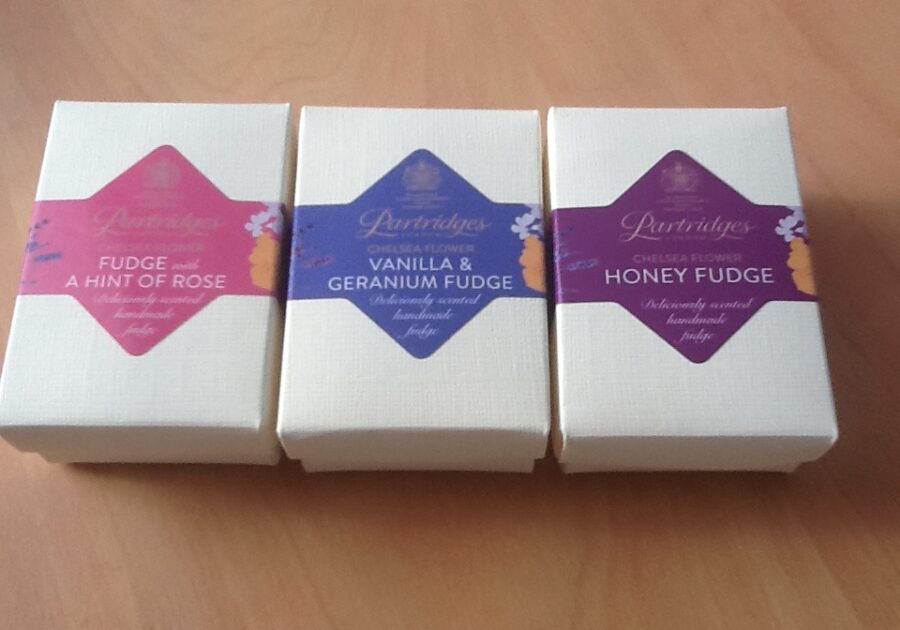 Partridges
CHELSEA FLOWER
FUDGE with
A HINT OF ROSE
Deliciously scented
handmade
fudge
Partridges
CHELSEA FLOWER
VANILLA &
GERANIUM FUDGE
Deliciously scented
handmade
fudge
Partridges
CHELSEA FLOWER
HONEY FUDGE
Deliciously scented
handmade
fudge